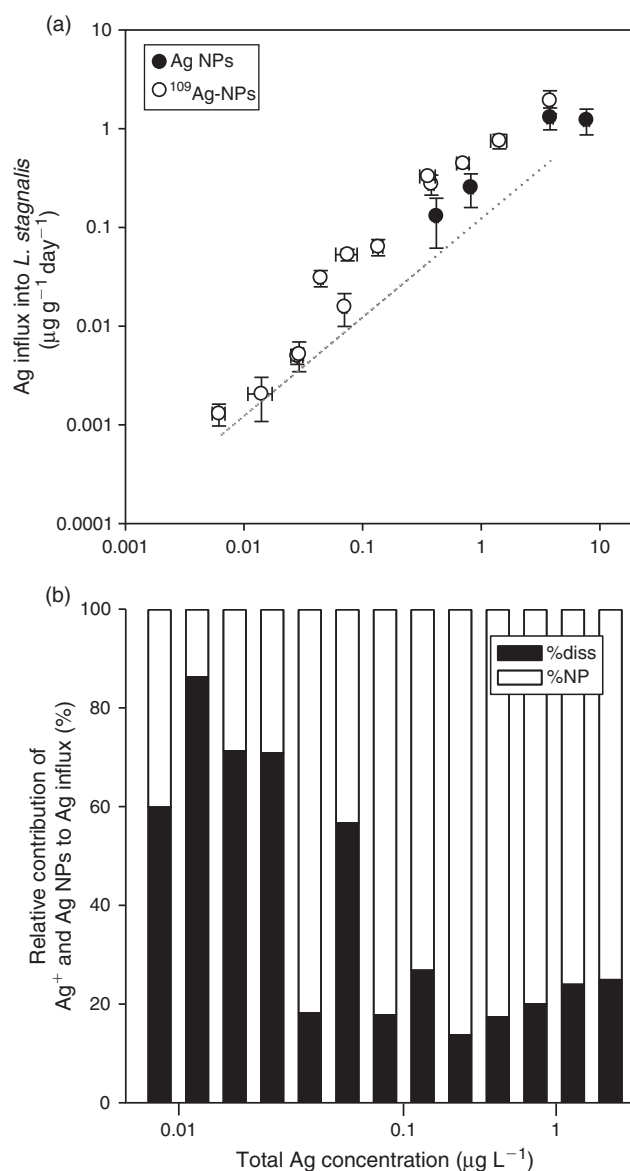 (a)
10
1
0.1
0.01
0.001
0.0001
Ag influx into L. stagnalis
(μg g⁻¹ day⁻¹)
Ag NPs
¹⁰⁹Ag-NPs
0.001
0.01
0.1
1
10
(b)
100
80
60
40
20
0
Relative contribution of
Ag⁺ and Ag NPs to Ag influx (%)
%diss
%NP
0.01
0.1
1
Total Ag concentration (μg L⁻¹)